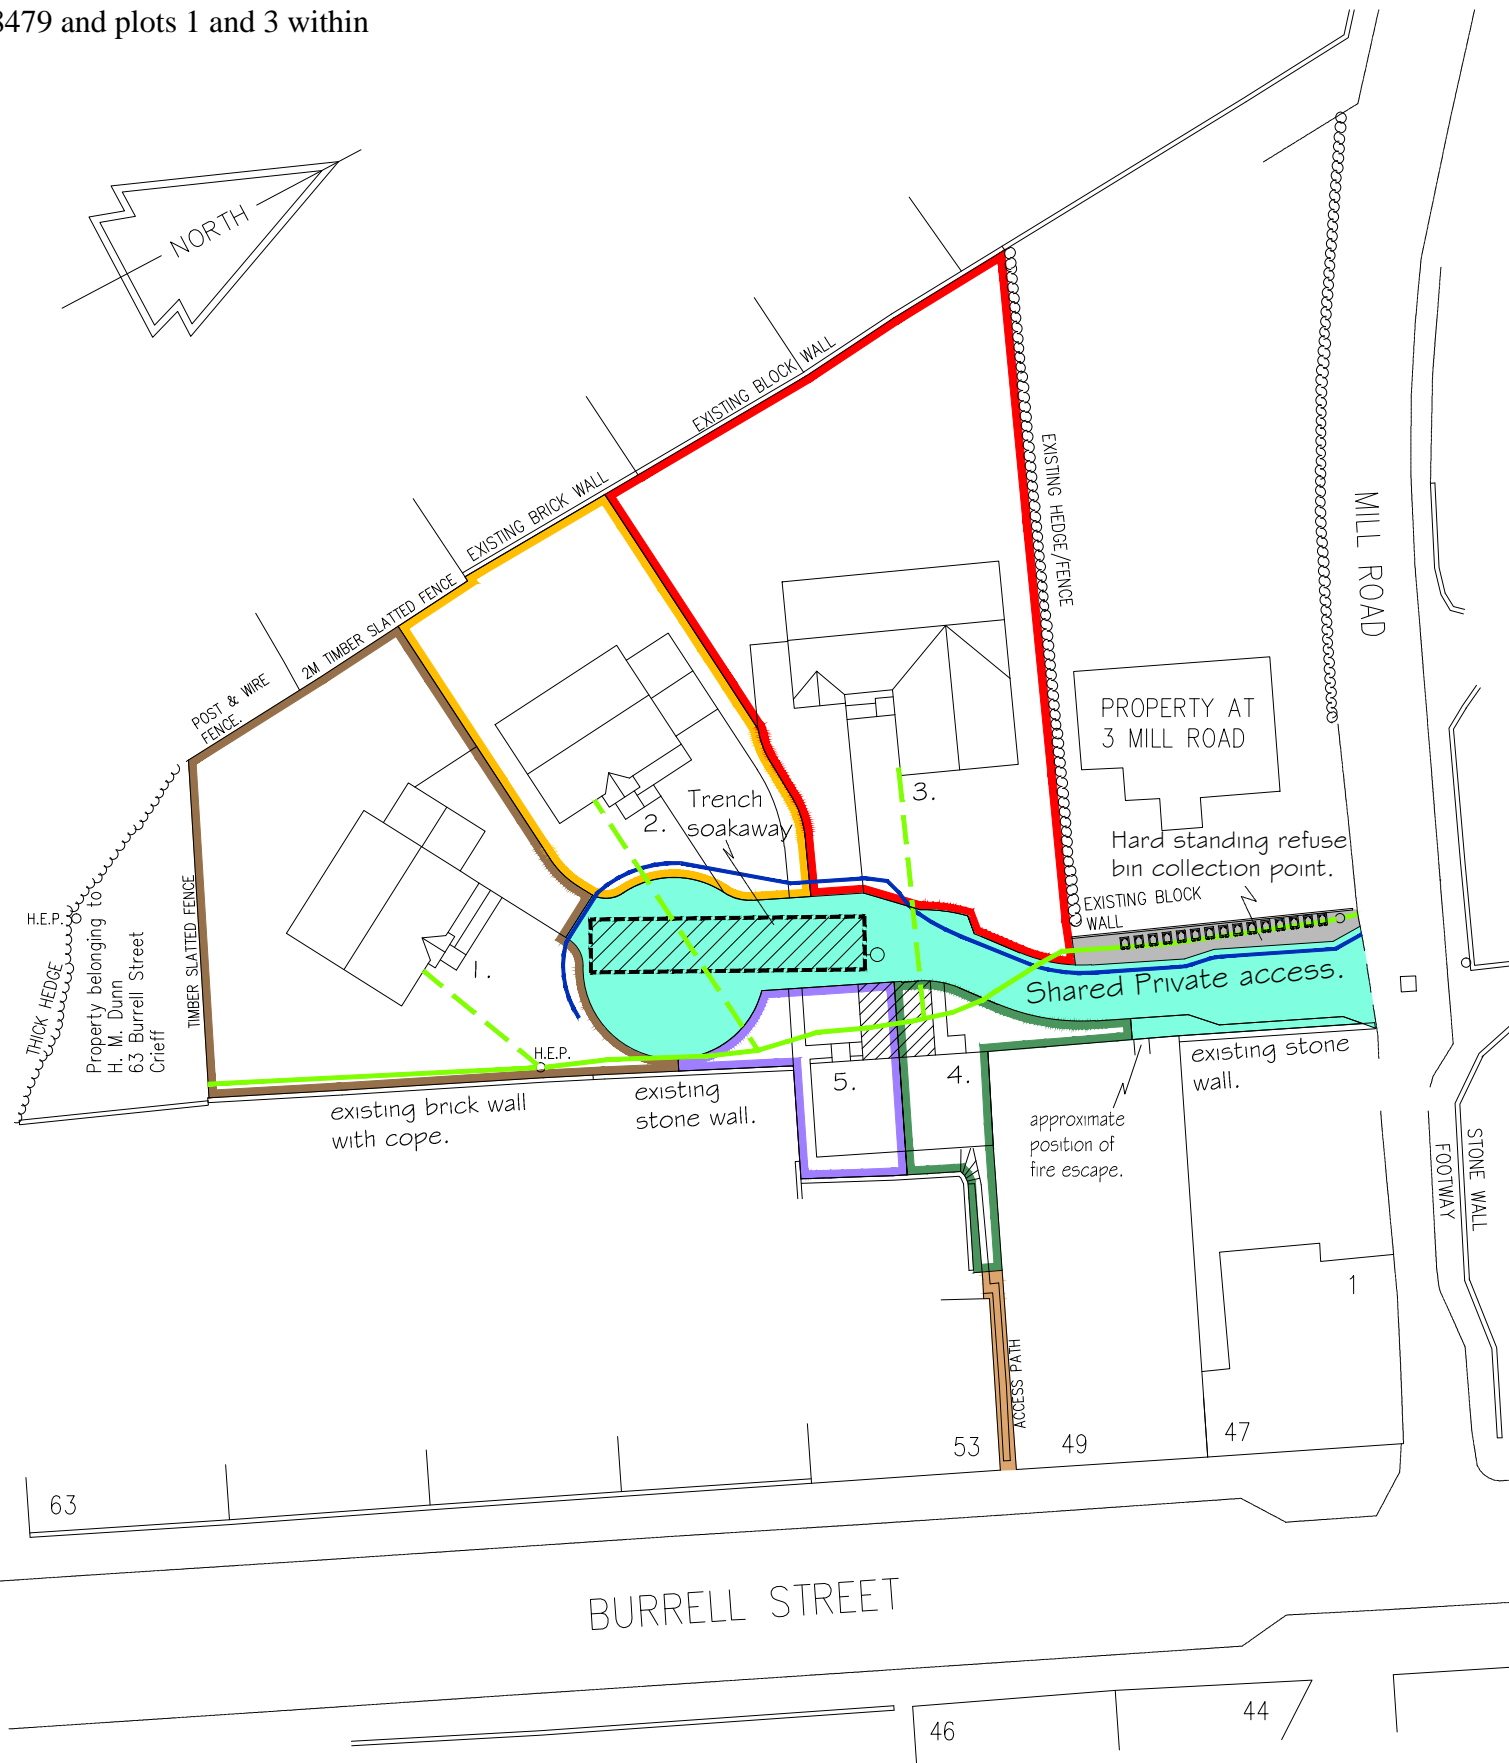 3479 and plots 1 and 3 within
NORTH
EXISTING BLOCK WALL
EXISTING BRICK WALL
2M TIMBER SLATTED FENCE
POST & WIRE
FENCE.
EXISTING HEDGE/FENCE
MILL ROAD
PROPERTY AT
3 MILL ROAD
Trench
soakaway
2.
3.
Hard standing refuse
bin collection point.
EXISTING BLOCK
WALL
H.E.P.
THICK HEDGE
Property belonging to
H. M. Dunn
63 Burrell Street
Crieff
TIMBER SLATTED FENCE
1.
Shared Private access.
H.E.P.
existing brick wall
with cope.
existing
stone wall.
5.
4.
existing stone
wall.
approximate
position of
fire escape.
FOOTWAY
STONE WALL
ACCESS PATH
1
53
49
47
63
BURRELL STREET
46
44